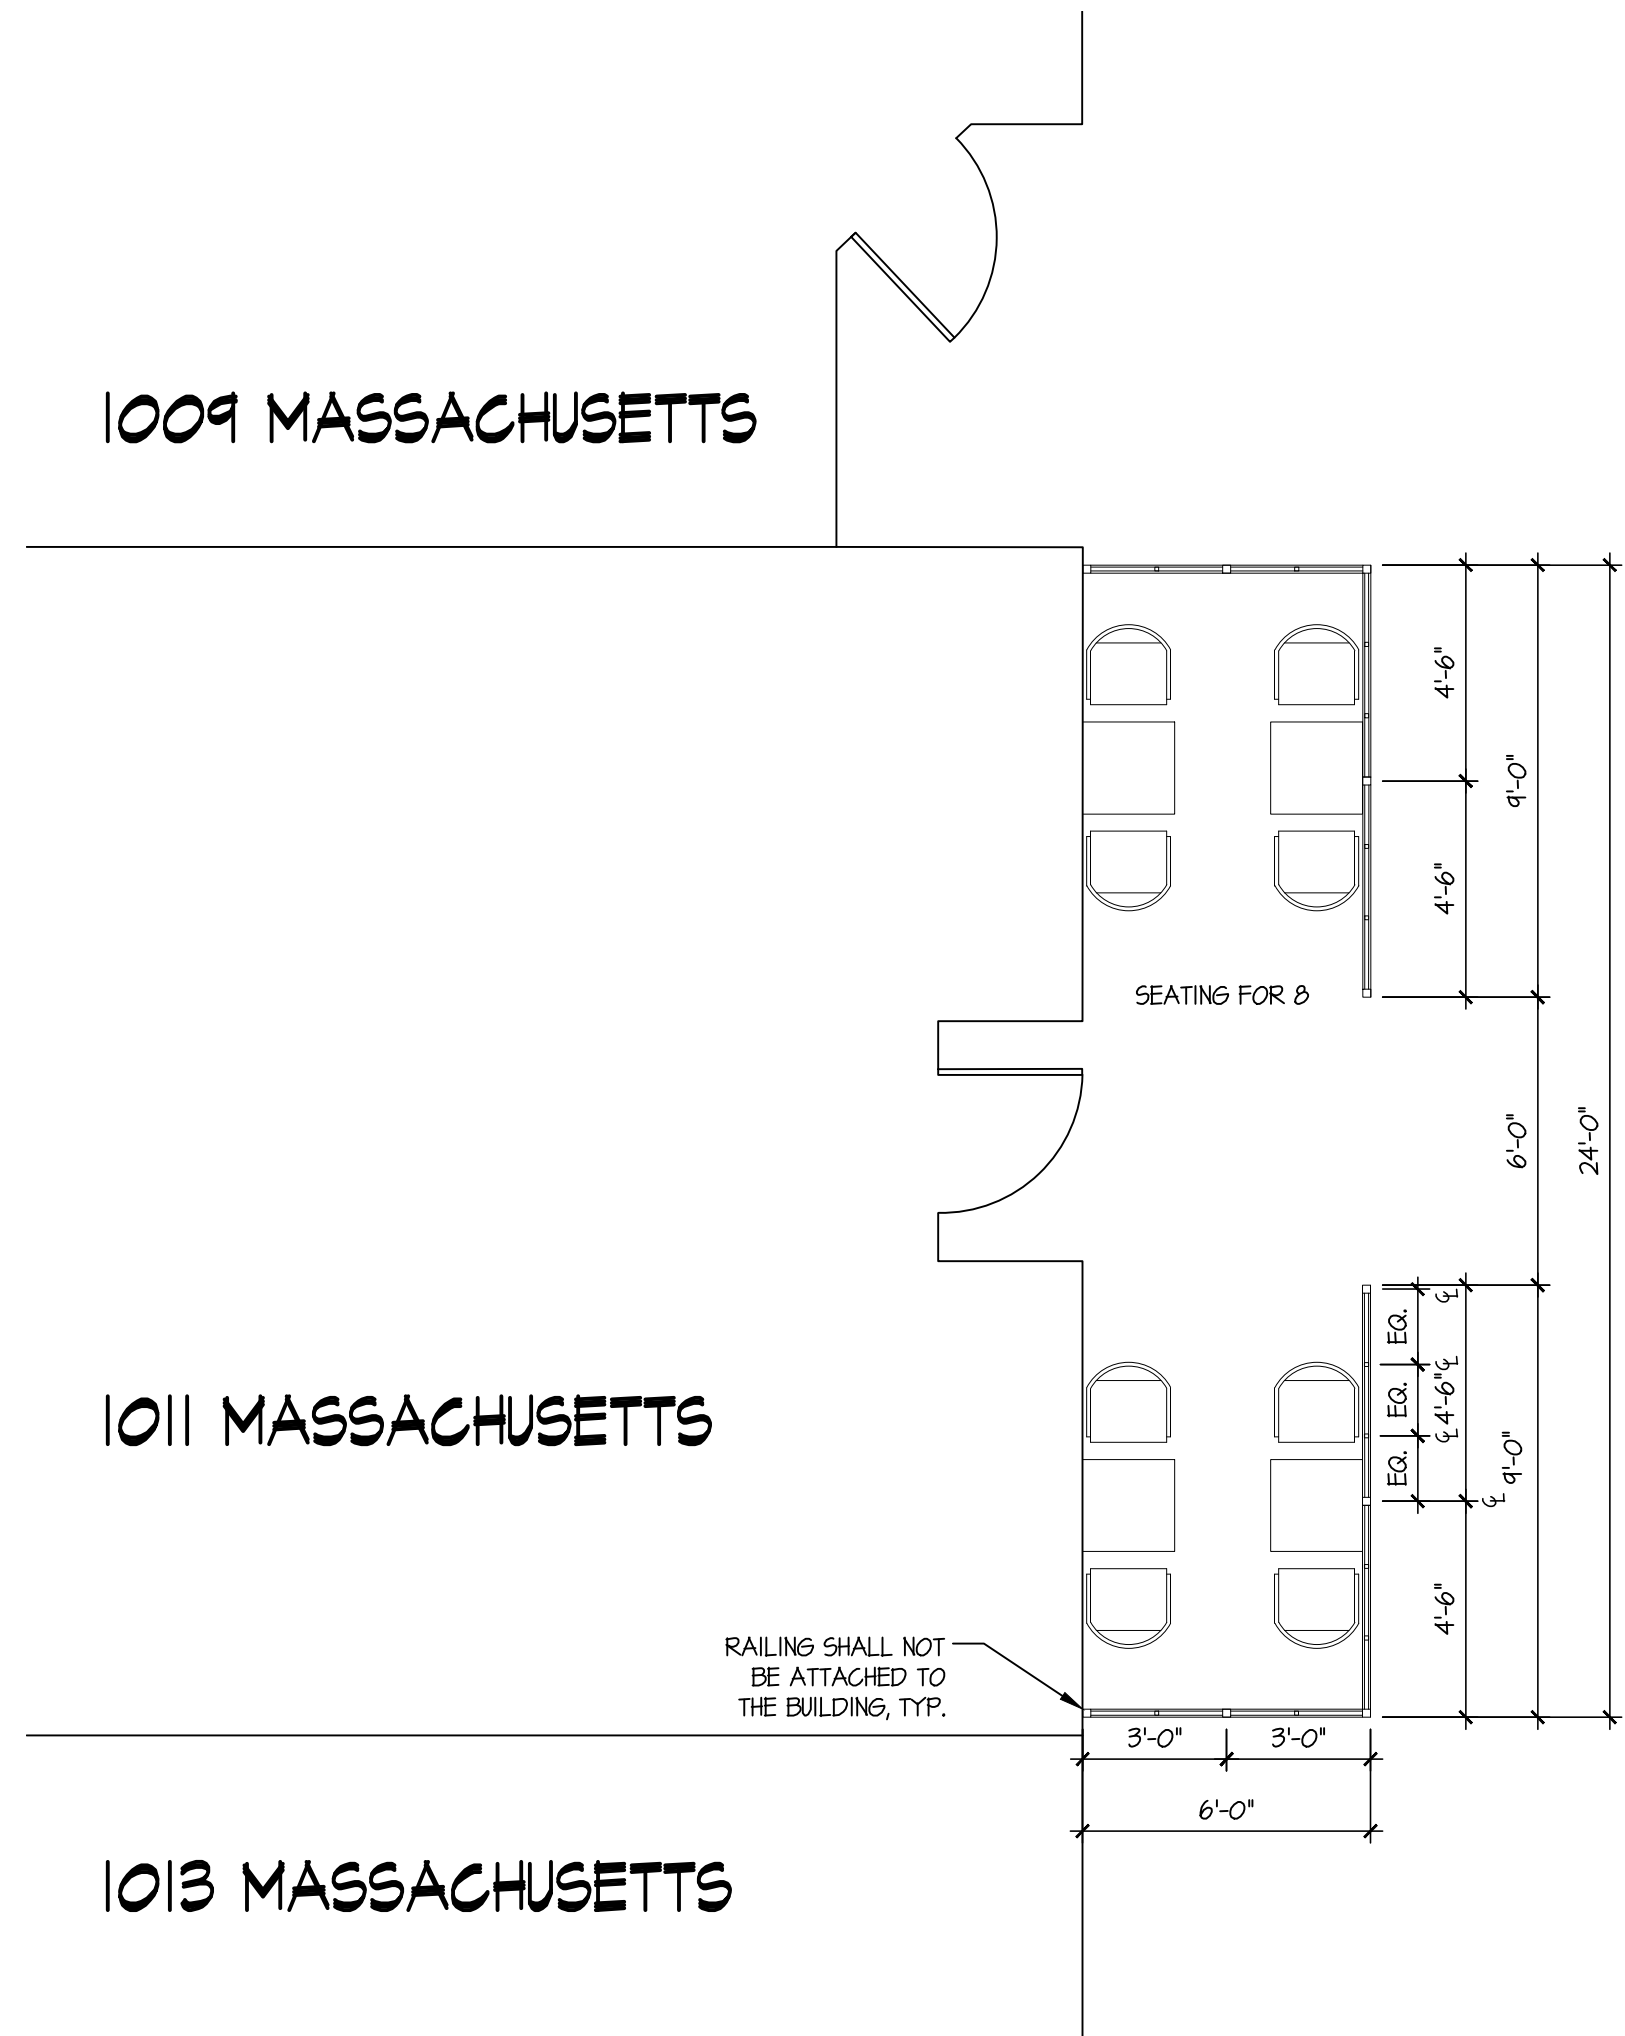 1009 MASSACHUSETTS
4'-6"
9'-0"
4'-6"
SEATING FOR 8
6'-0"
24'-0"
℄
EQ.
℄
EQ.
4'-6"
1011 MASSACHUSETTS
℄
EQ.
9'-0"
℄
4'-6"
RAILING SHALL NOT
BE ATTACHED TO
THE BUILDING, TYP.
3'-0"
3'-0"
6'-0"
1013 MASSACHUSETTS